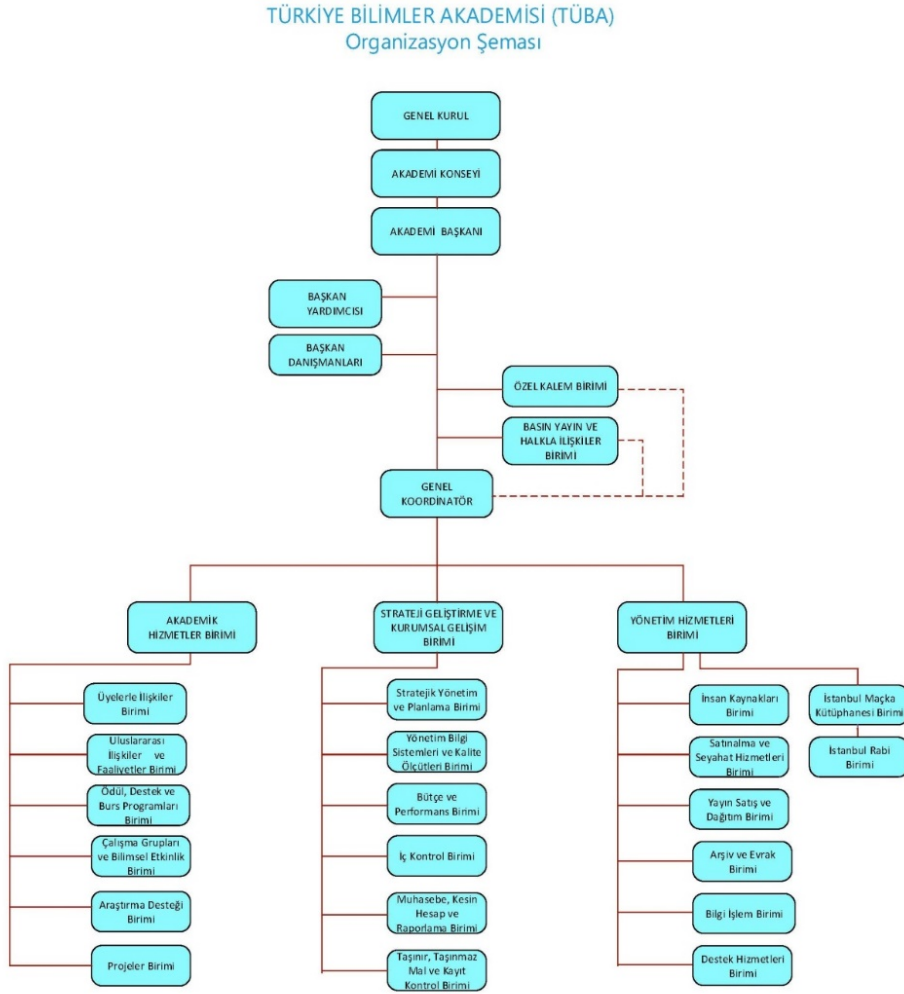 TÜRKİYE BİLİMLER AKADEMİSİ (TÜBA)
Organizasyon Şeması
GENEL KURUL
AKADEMİ KONSEYİ
AKADEMİ BAŞKANI
BAŞKAN
YARDIMCISI
BAŞKAN
DANIŞMANLARI
ÖZEL KALEM BİRİMİ
BASIN YAYIN VE
HALKLA İLİŞKİLER
BİRİMİ
GENEL
KOORDİNATÖR
AKADEMİK
HİZMETLER BİRİMİ
STRATEJİ GELİŞTİRME VE
KURUMSAL GELİŞİM
BİRİMİ
YÖNETİM HİZMETLERİ
BİRİMİ
Üyelerle İlişkiler
Birimi
Uluslararası
İlişkiler ve
Faaliyetler Birimi
Ödül, Destek ve
Burs Programları
Birimi
Çalışma Grupları
ve Bilimsel Etkinlik
Birimi
Araştırma Desteği
Birimi
Projeler Birimi
Stratejik Yönetim
ve Planlama Birimi
Yönetim Bilgi
Sistemleri ve Kalite
Ölçütleri Birimi
Bütçe ve
Performans Birimi
İç Kontrol Birimi
Muhasebe, Kesin
Hesap ve
Raporlama Birimi
Taşınır, Taşınmaz
Mal ve Kayıt
Kontrol Birimi
İnsan Kaynakları
Birimi
Satınalma ve
Seyahat Hizmetleri
Birimi
Yayın Satış ve
Dağıtım Birimi
Arşiv ve Evrak
Birimi
Bilgi İşlem Birimi
Destek Hizmetleri
Birimi
İstanbul Maçka
Kütüphanesi Birimi
İstanbul Rabi
Birimi